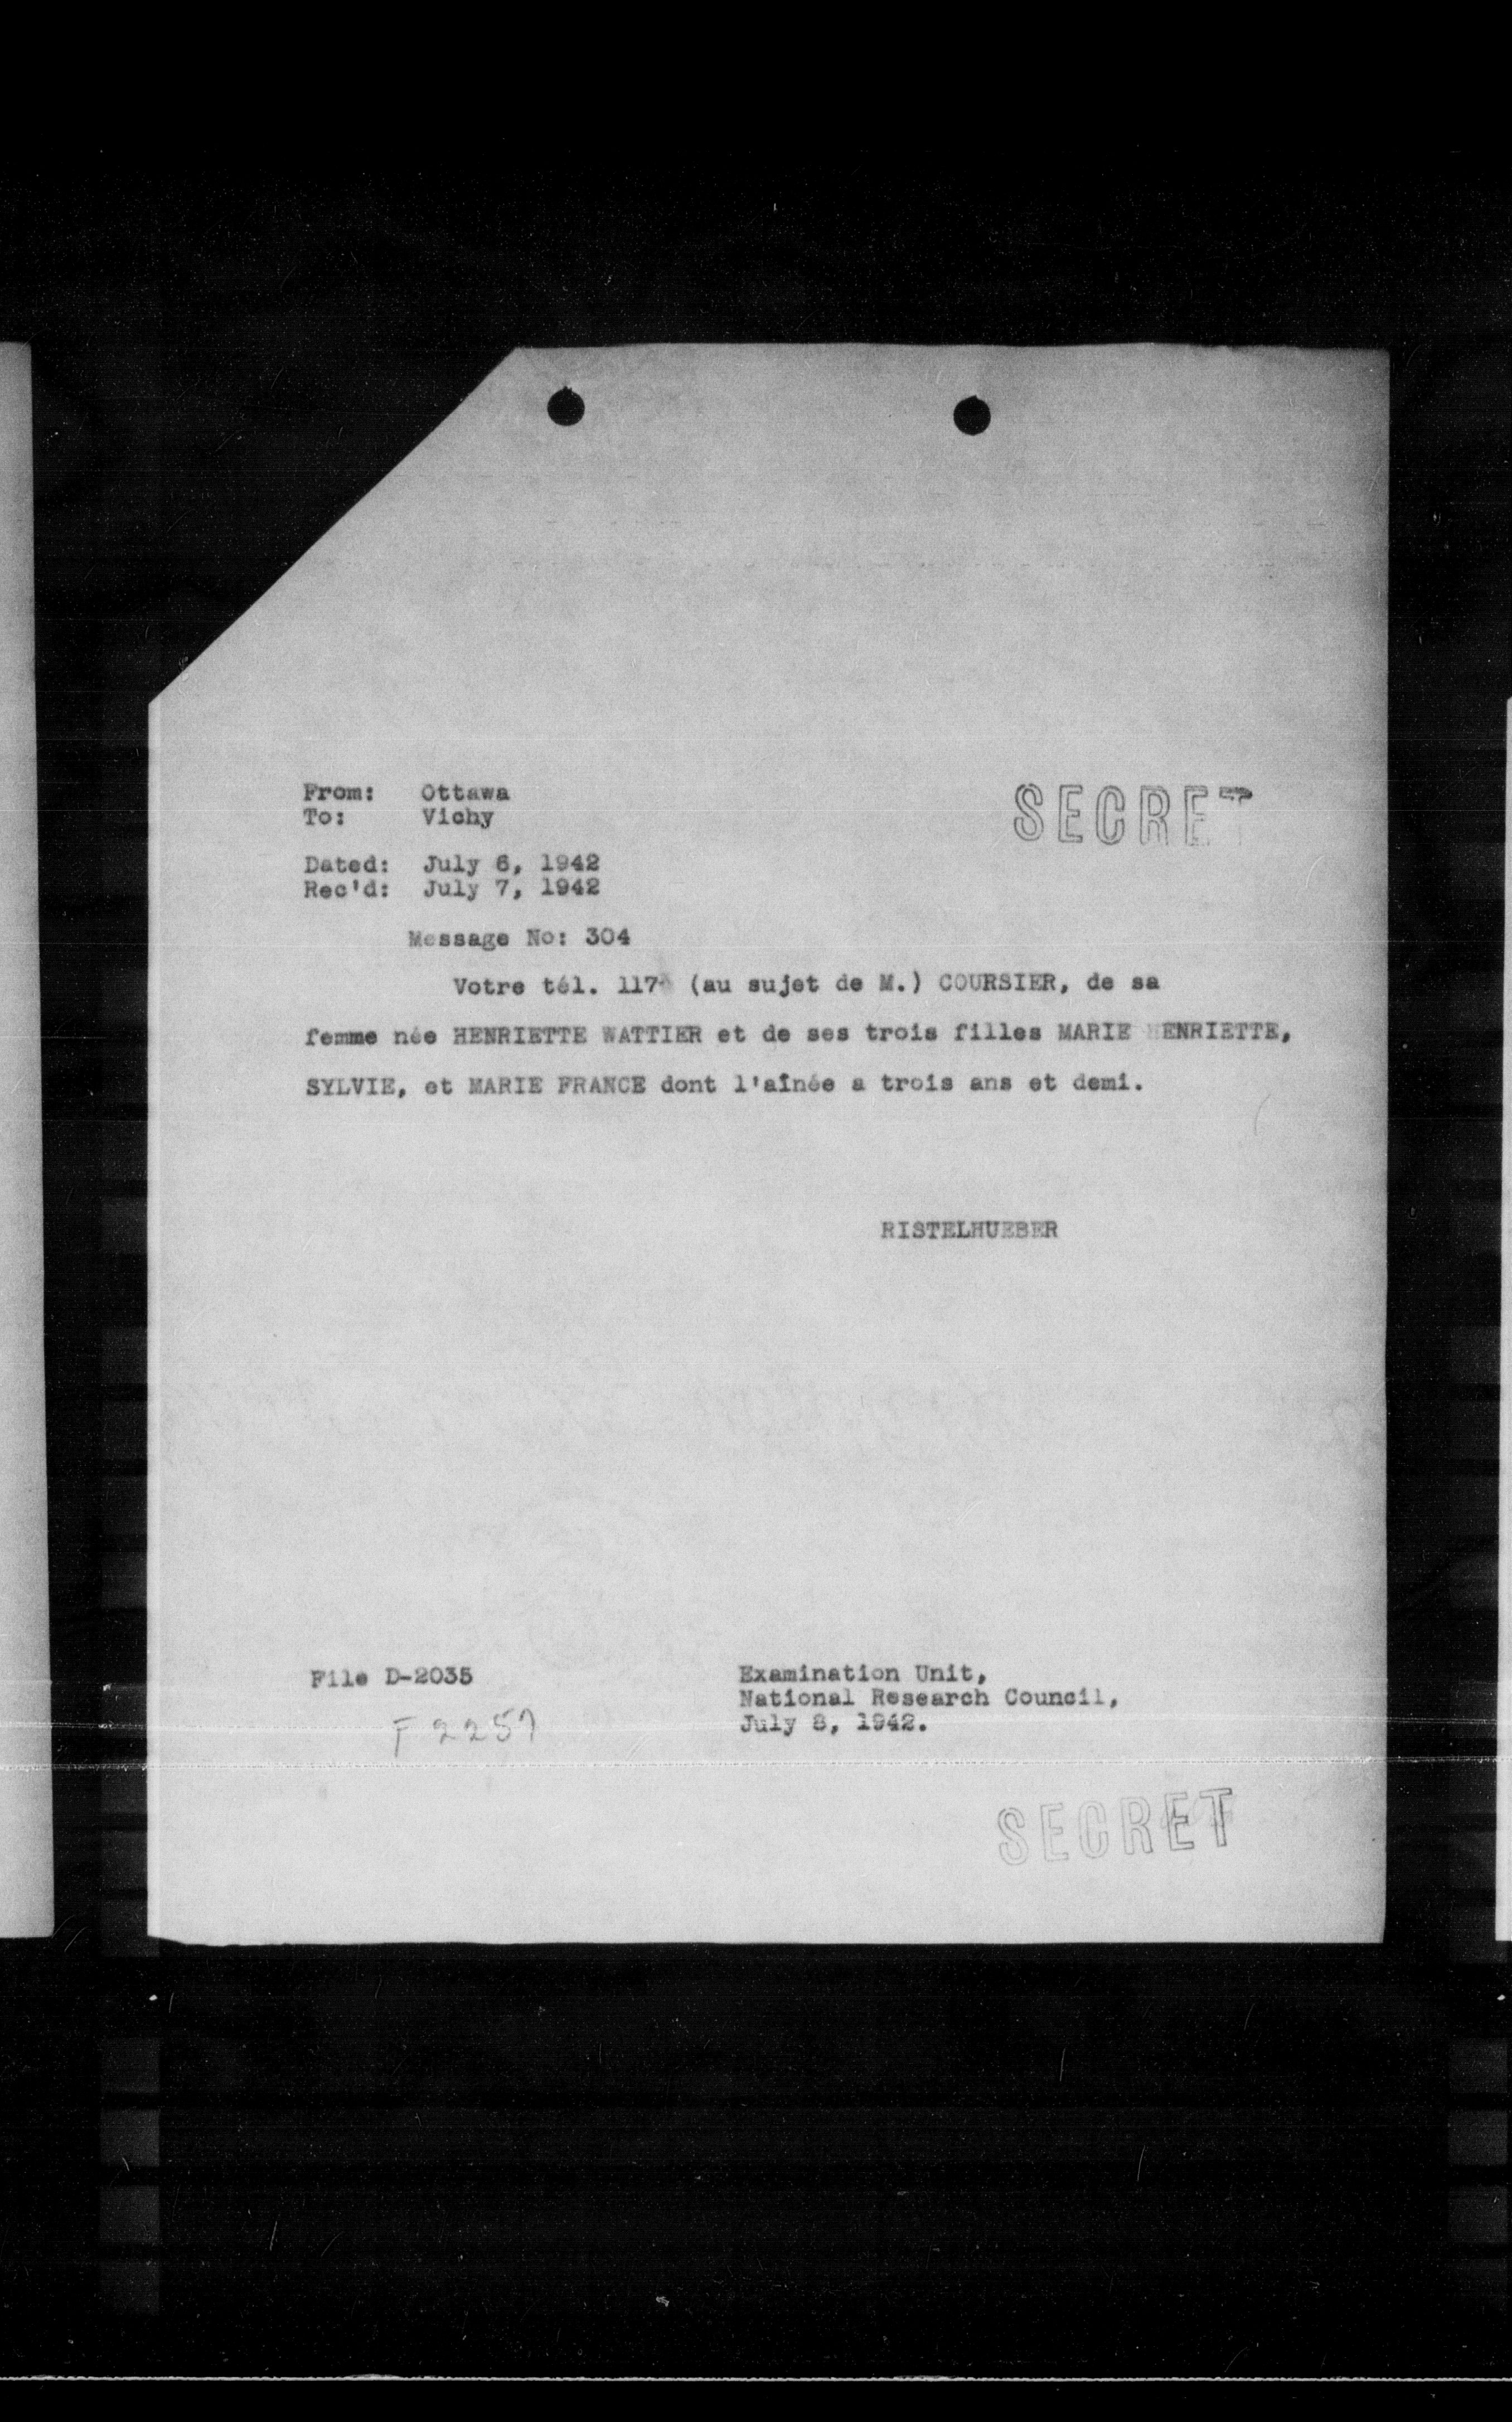 From: Ottawa
SECRET
To: Vichy
Dated: July 6, 1942
Rec'd: July 7, 1942
Message No: 304
Votre tél. 117 (au sujet de M.) COURSIER, de sa
femme née HENRIETTE WATTIER et de ses trois filles MARIE HENRIETTE,
SYLVIE, et MARIE FRANCE dont l'aînée a trois ans et demi.
RISTELHUEBER
File D-2035
F 2257
Examination Unit,
National Research Council,
July 8, 1942.
SECRET